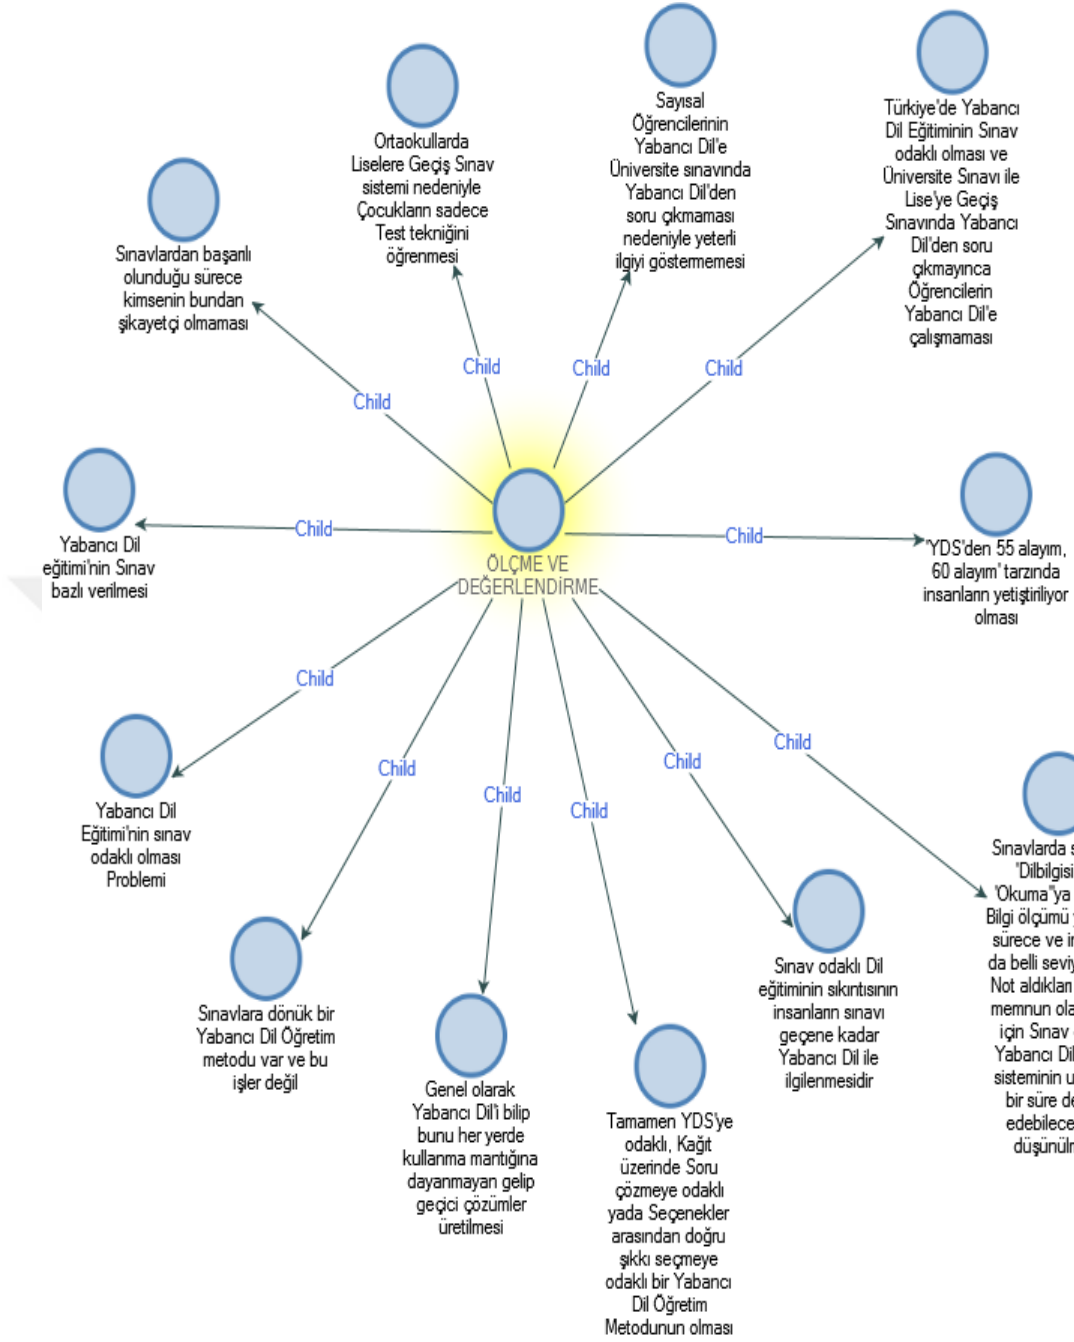 Sayısal
Öğrencilerinin
Yabancı Dil'e
Üniversite sınavında
Yabancı Dil'den
soru çıkmaması
nedeniyle yeterli
ilgiyi göstermemesi
Türkiye'de Yabancı
Dil Eğitiminin Sınav
odaklı olması ve
Üniversite Sınavı ile
Lise'ye Geçiş
Sınavında Yabancı
Dil'den soru
çıkmayınca
Öğrencilerin
Yabancı Dil'e
çalışmaması
Ortaokullarda
Liselere Geçiş Sınav
sistemi nedeniyle
Çocukların sadece
Test tekniğini
öğrenmesi
Sınavlardan başarılı
olunduğu sürece
kimsenin bundan
şikayetçi olmaması
Child
Child
Child
Child
Child
Child
Yabancı Dil
eğitimi'nin Sınav
bazlı verilmesi
ÖLÇME VE
DEĞERLENDİRME
'YDS'den 55 alayım,
60 alayım' tarzında
insanların yetiştiriliyor
olması
Child
Child
Child
Child
Child
Child
Yabancı Dil
Eğitimi'nin sınav
odaklı olması
Problemi
Sınavlara dönük bir
Yabancı Dil Öğretim
metodu var ve bu
işler değil
Genel olarak
Yabancı Dil'i bilip
bunu her yerde
kullanma mantığına
dayanmayan gelip
geçici çözümler
üretilmesi
Tamamen YDS'ye
odaklı, Kağıt
üzerinde Soru
çözmeye odaklı
yada Seçenekler
arasından doğru
şıkkı seçmeye
odaklı bir Yabancı
Dil Öğretim
Metodunun olması
Sınav odaklı Dil
eğitiminin sıkıntısının
insanların sınavı
geçene kadar
Yabancı Dil ile
ilgilenmesidir
Sınavlarda
"Dilbilgisi
"Okuma"ya
Bilgi ölçümü
sürece ve
da belli
Not aldıkları
memnun
için Sınav
Yabancı Dil
sisteminin
bir süre